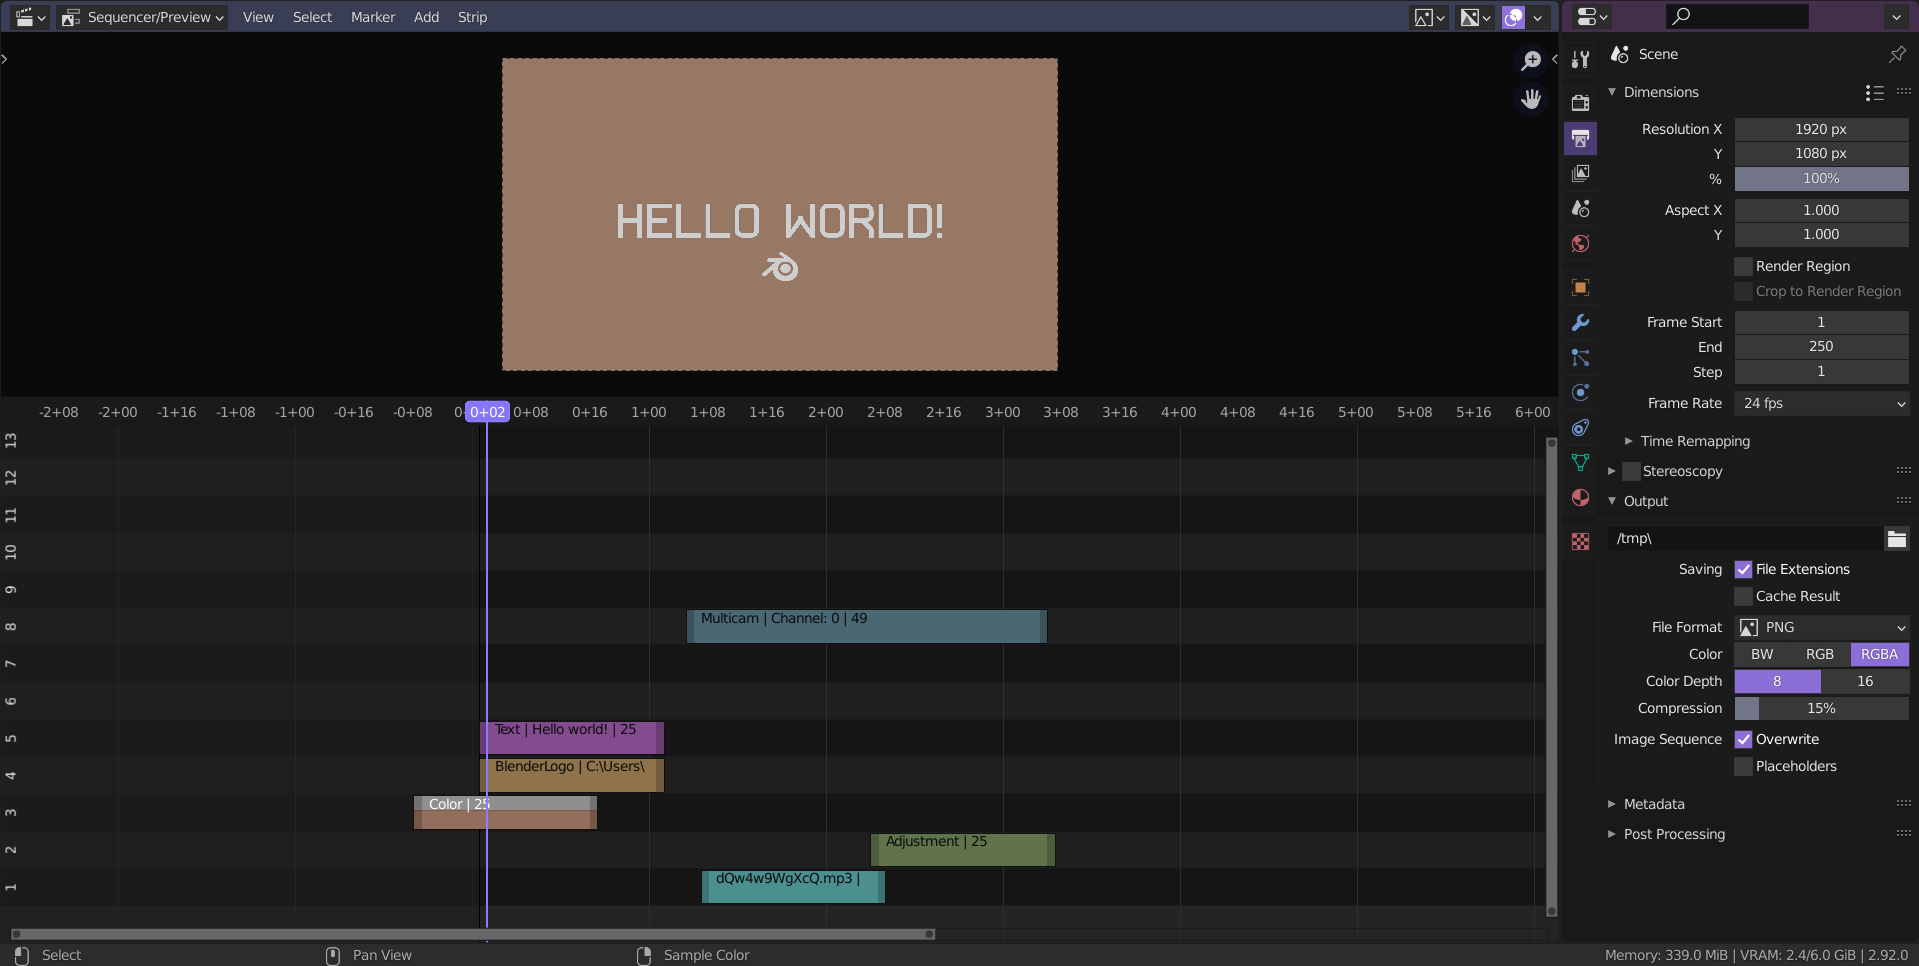 Sequencer/Preview View Select Marker Add Strip
HELLO WORLD!
-2+08 -2+00 -1+16 -1+08 -1+00 -0+16 -0+08 0+02 0+08 0+16 1+00 1+08 1+16 2+00 2+08 2+16 3+00 3+08 3+16 4+00 4+08 4+16 5+00 5+08 5+16 6+00
13
12
11
10
9
8 Multicam | Channel: 0 | 49
7
6
5 Text | Hello world! | 25
4 BlenderLogo | C:\Users\
3 Color | 25
2 Adjustment | 25
1 dQw4w9WgXcQ.mp3 |
Select Pan View Sample Color
Scene
Dimensions
Resolution X 1920 px
Y 1080 px
% 100%
Aspect X 1.000
Y 1.000
Render Region
Crop to Render Region
Frame Start 1
End 250
Step 1
Frame Rate 24 fps
Time Remapping
Stereoscopy
Output
/tmp\
Saving File Extensions
Cache Result
File Format PNG
Color BW RGB RGBA
Color Depth 8 16
Compression 15%
Image Sequence Overwrite
Placeholders
Metadata
Post Processing
Memory: 339.0 MiB | VRAM: 2.4/6.0 GiB | 2.92.0